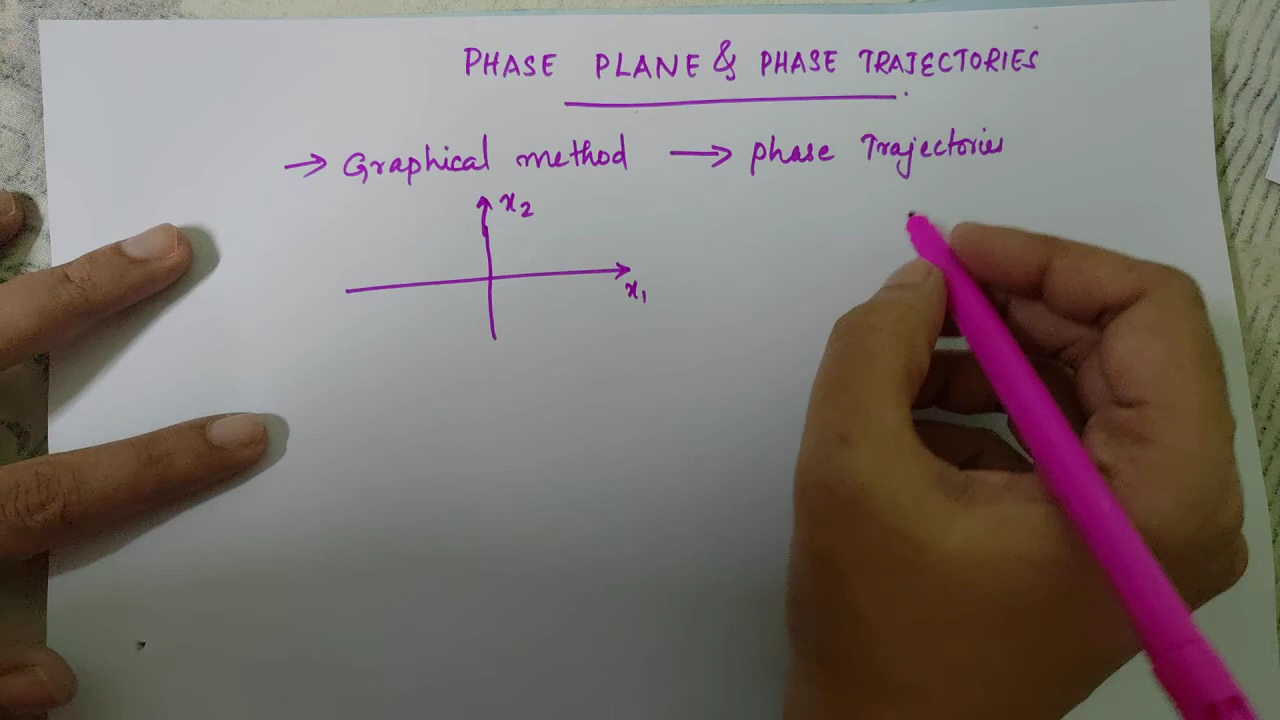 PHASE PLANE & PHASE TRAJECTORIES
→ Graphical method → phase Trajectories
x2
x1